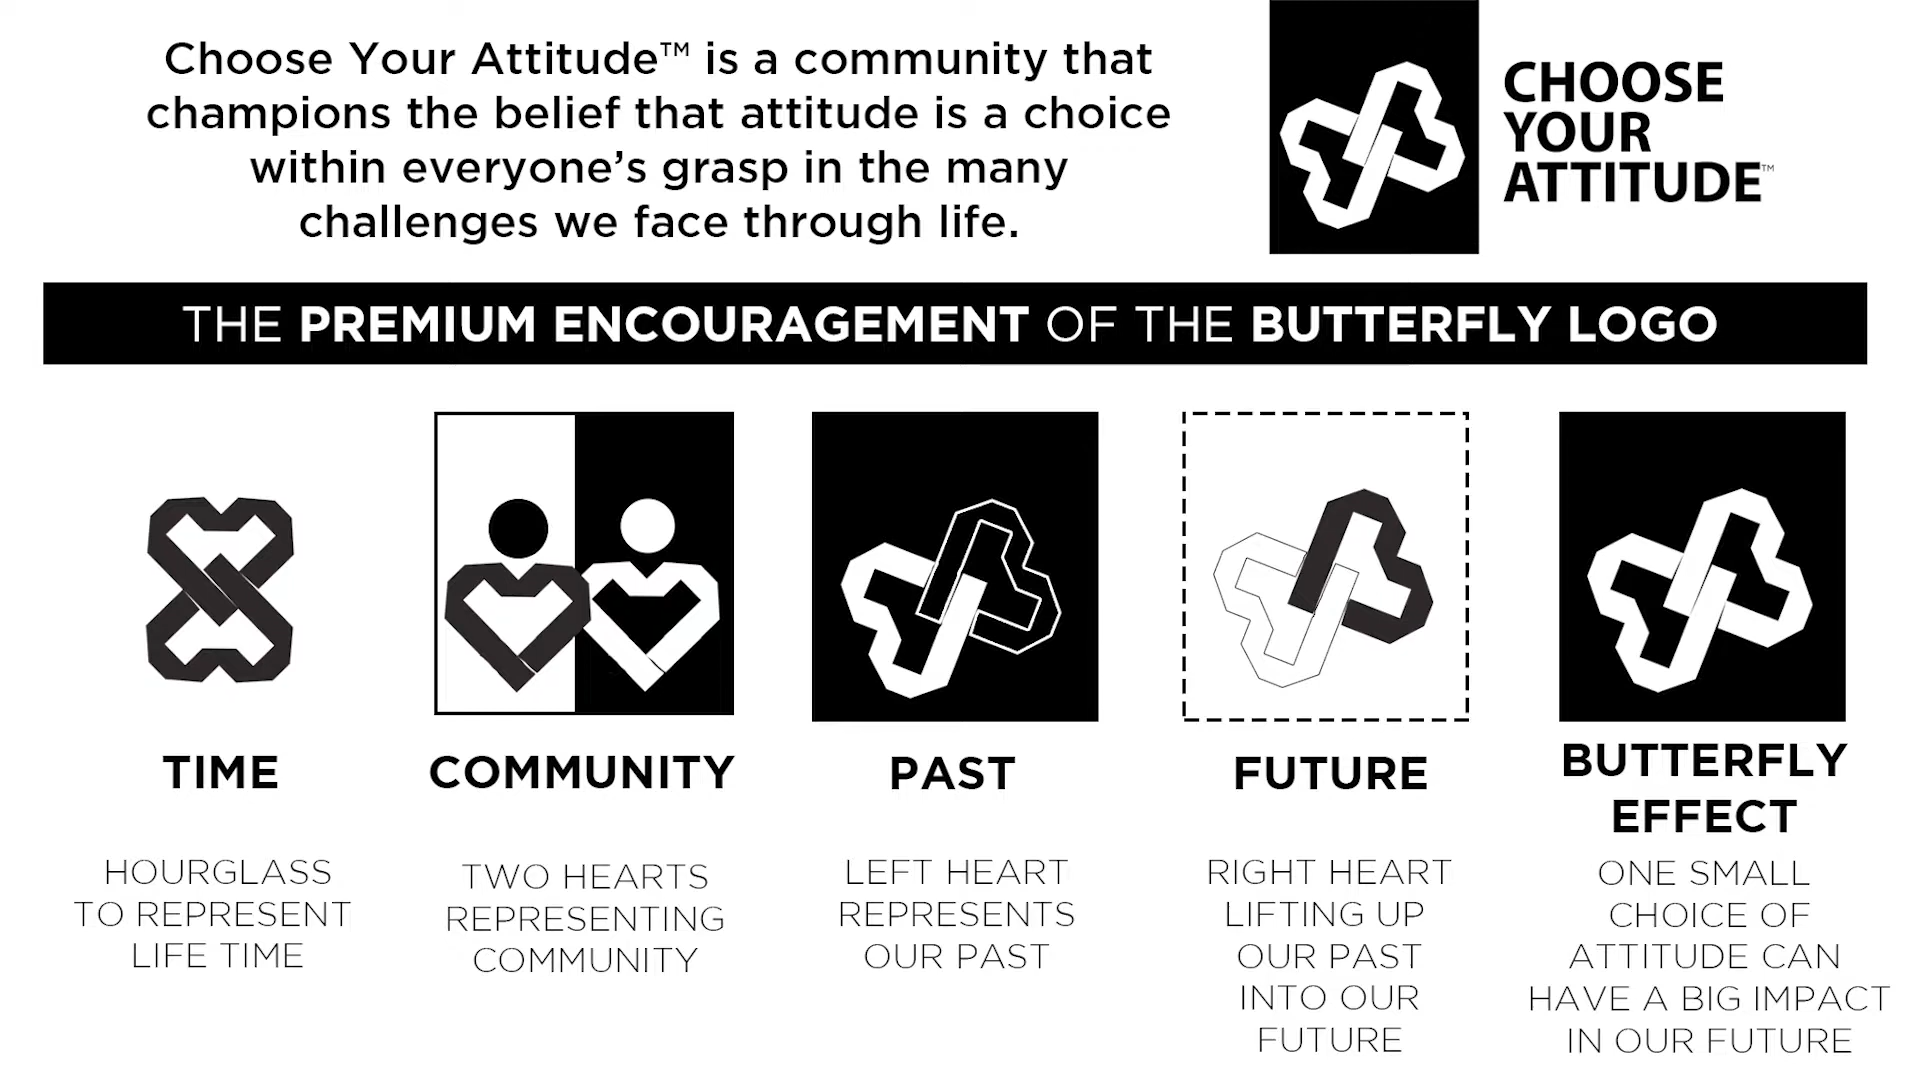 Choose Your Attitude™ is a community that
champions the belief that attitude is a choice
within everyone's grasp in the many
challenges we face through life.
CHOOSE
YOUR
ATTITUDE™
THE PREMIUM ENCOURAGEMENT OF THE BUTTERFLY LOGO
TIME
HOURGLASS
TO REPRESENT
LIFE TIME
COMMUNITY
TWO HEARTS
REPRESENTING
COMMUNITY
PAST
LEFT HEART
REPRESENTS
OUR PAST
FUTURE
RIGHT HEART
LIFTING UP
OUR PAST
INTO OUR
FUTURE
BUTTERFLY
EFFECT
ONE SMALL
CHOICE OF
ATTITUDE CAN
HAVE A BIG IMPACT
IN OUR FUTURE